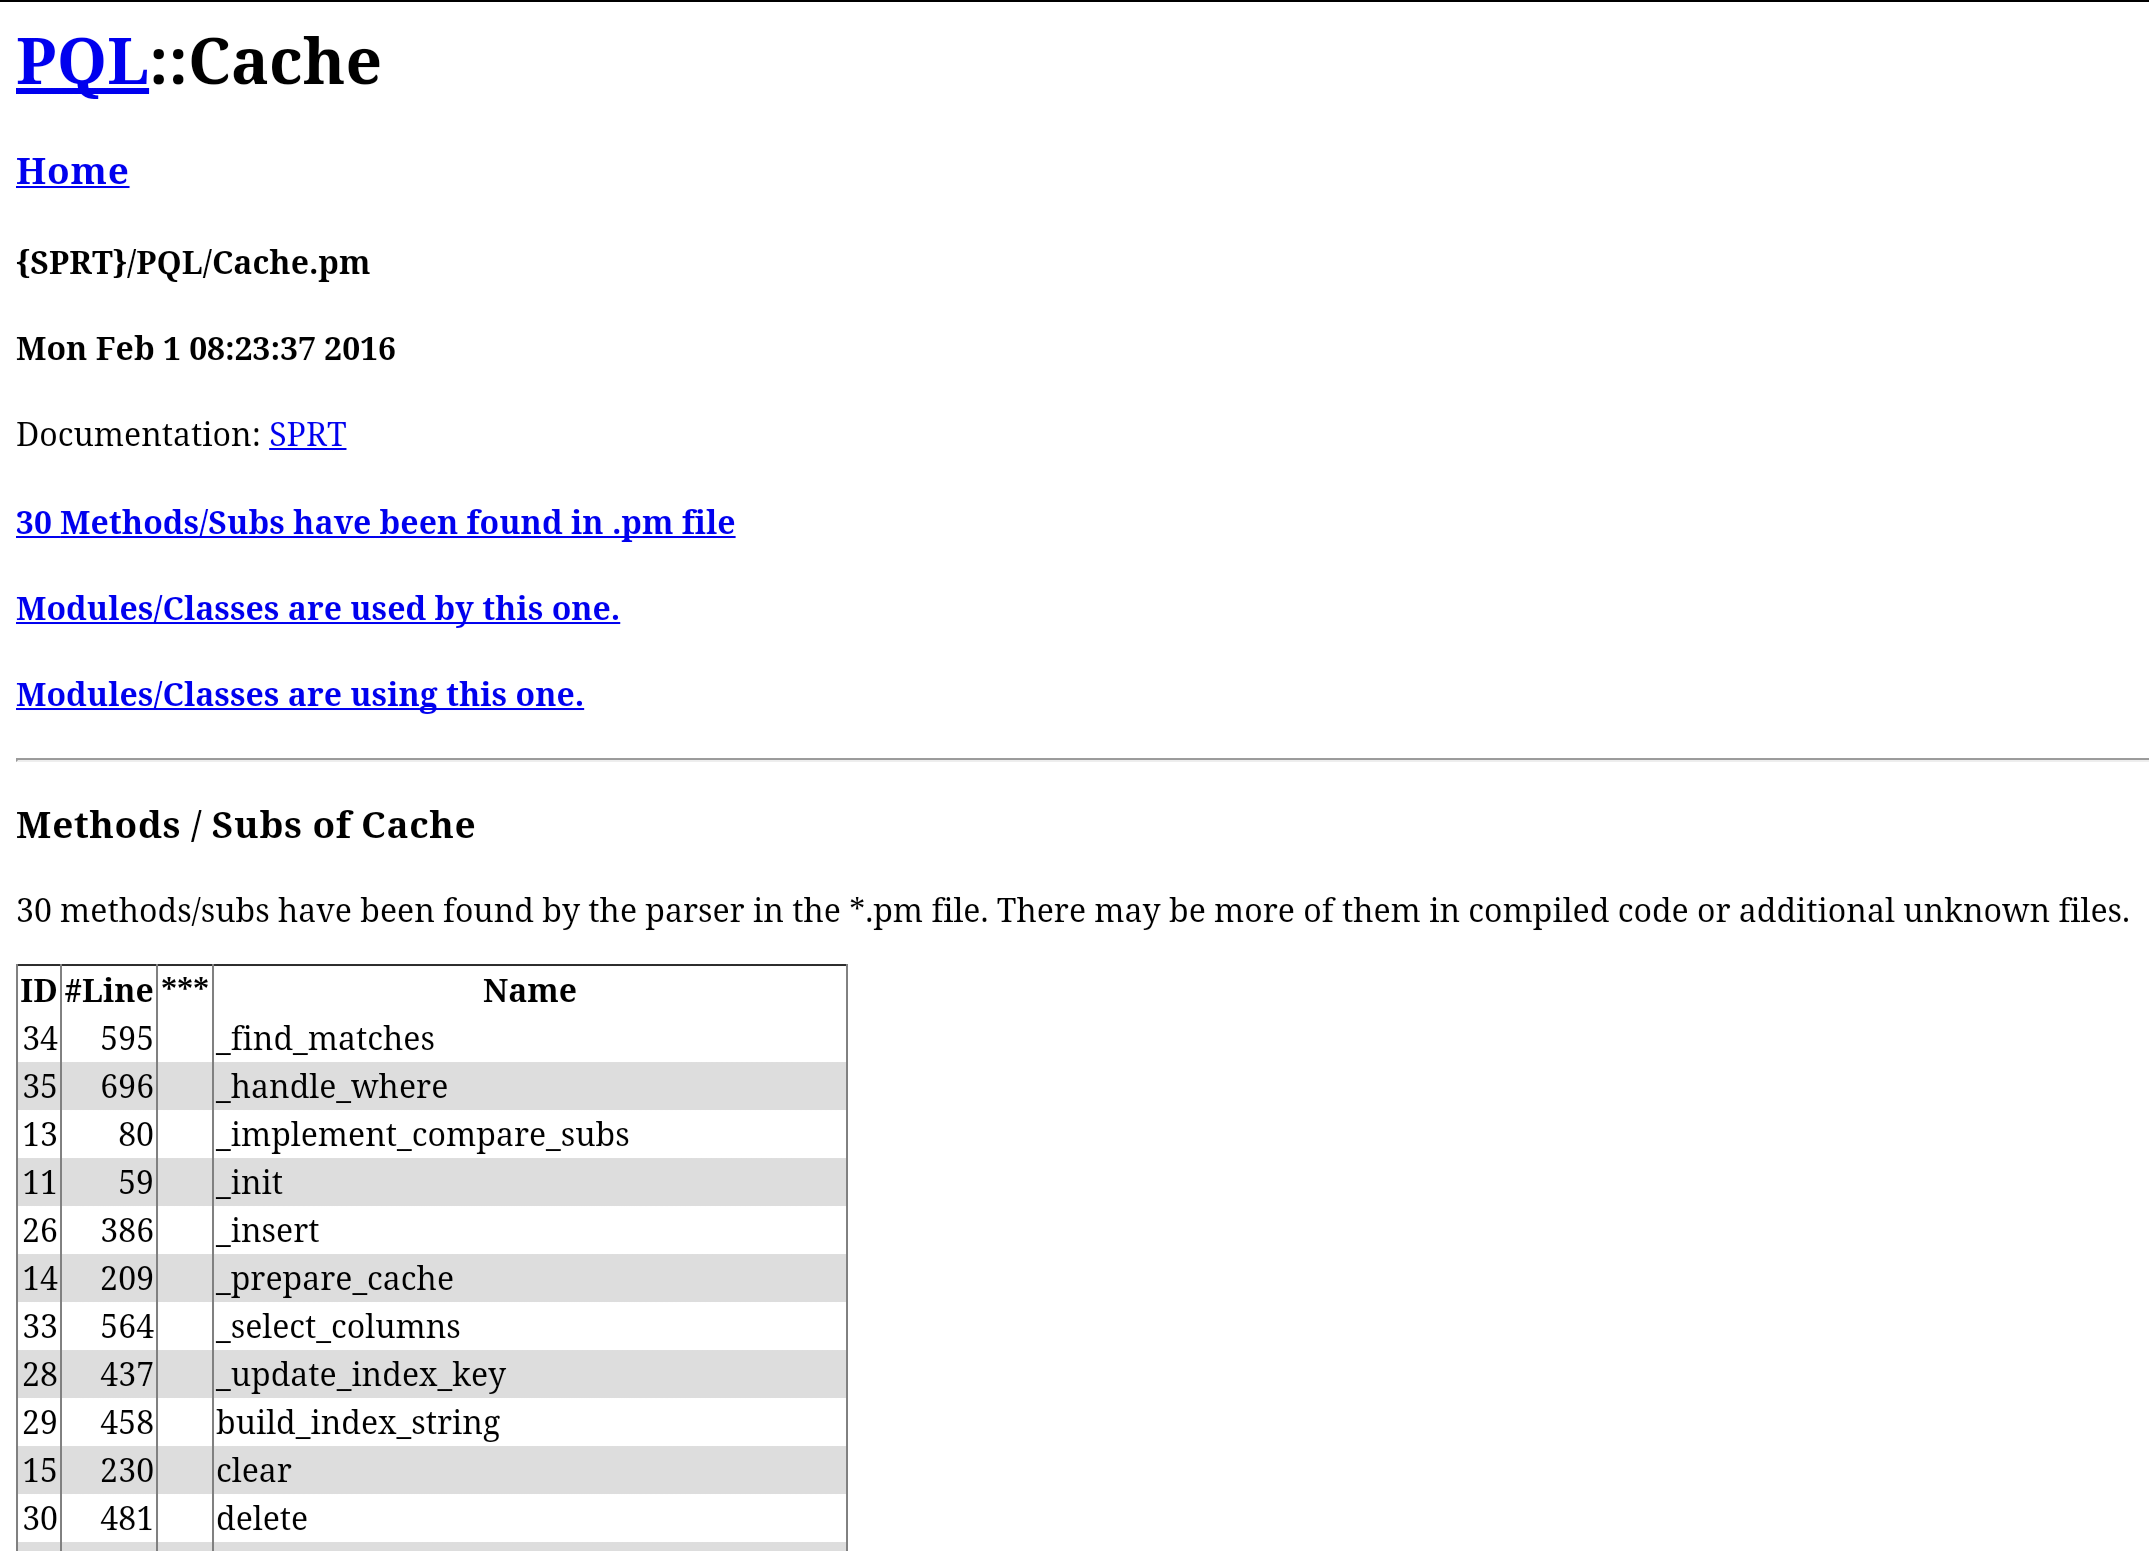 PQL::Cache
Home
{SPRT}/PQL/Cache.pm
Mon Feb 1 08:23:37 2016
Documentation: SPRT
30 Methods/Subs have been found in .pm file
Modules/Classes are used by this one.
Modules/Classes are using this one.
Methods / Subs of Cache
30 methods/subs have been found by the parser in the *.pm file. There may be more of them in compiled code or additional unknown files.
ID #Line *** Name
34 595 _find_matches
35 696 _handle_where
13 80 _implement_compare_subs
11 59 _init
26 386 _insert
14 209 _prepare_cache
33 564 _select_columns
28 437 _update_index_key
29 458 build_index_string
15 230 clear
30 481 delete